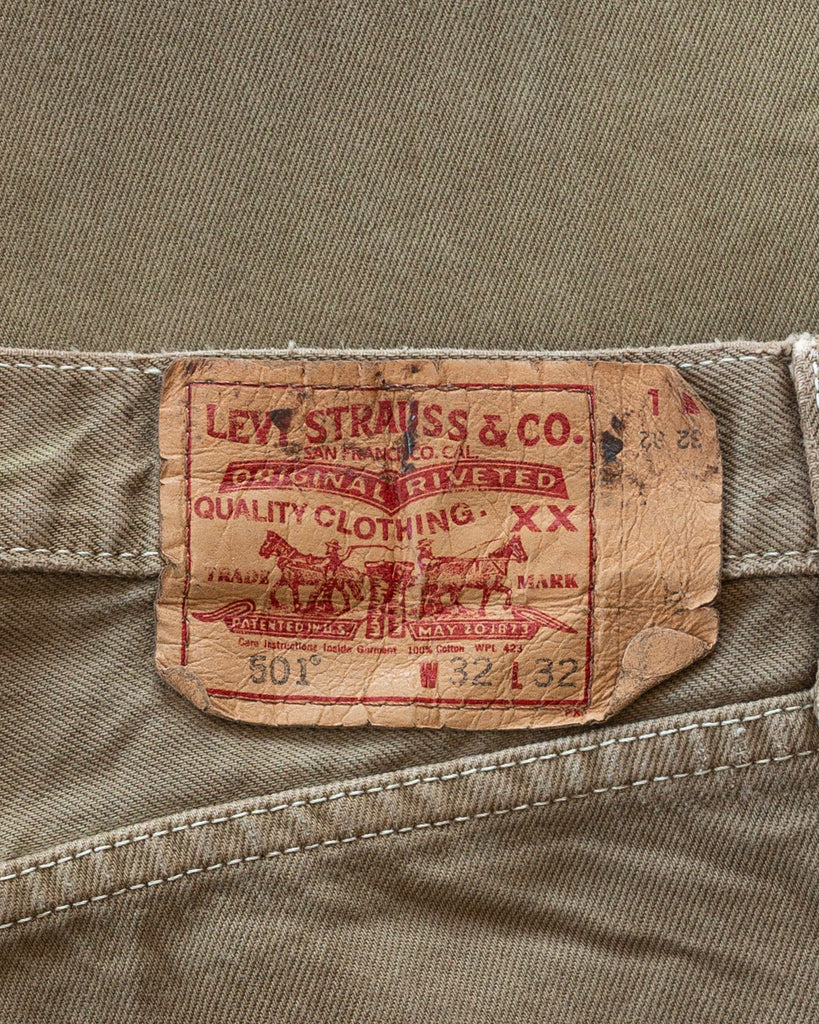 LEVI STRAUSS & CO.
SAN FRANCISCO. CAL.
ORIGINAL RIVETED
QUALITY CLOTHING. XX
TRADE MARK
PATENTED IN U.S. MAY 20 1873
Care Instructions Inside Garment 100% Cotton WPL 423
501° W 32 L 32